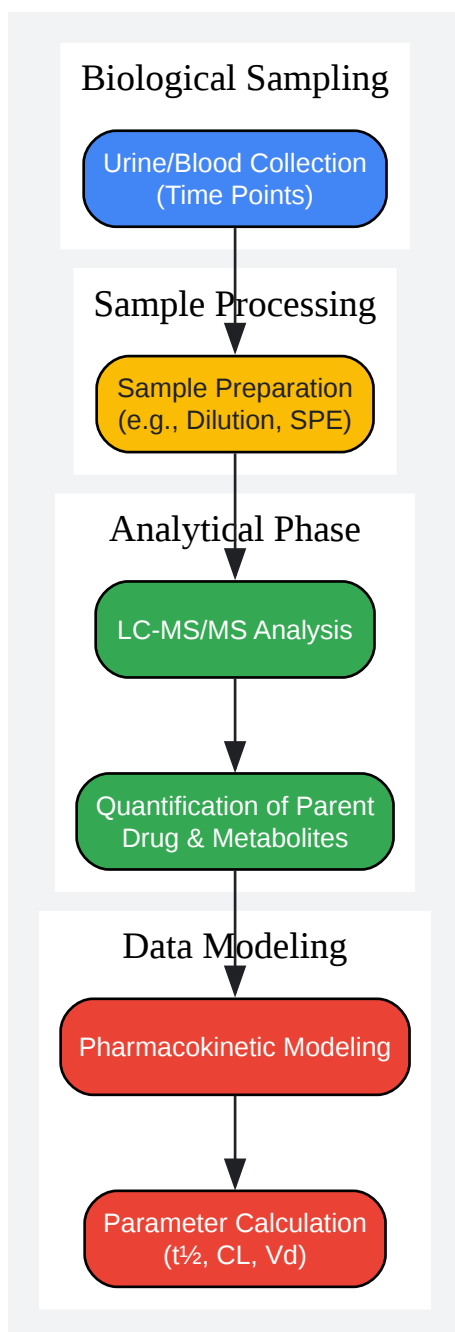 Biological Sampling
Urine/Blood Collection
(Time Points)
Sample Processing
Sample Preparation
(e.g., Dilution, SPE)
Analytical Phase
LC-MS/MS Analysis
Quantification of Parent
Drug & Metabolites
Data Modeling
Pharmacokinetic Modeling
Parameter Calculation
(t½, CL, Vd)